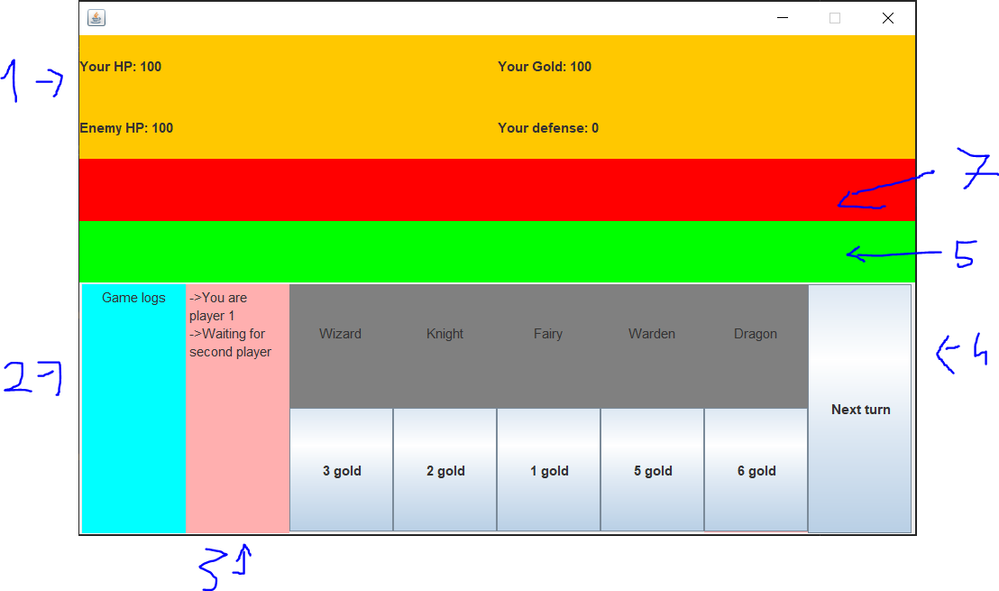 Your HP: 100 Your Gold: 100
1
Enemy HP: 100 Your defense: 0
7
5
Game logs
->You are
player 1
->Waiting for
second player
Wizard Knight Fairy Warden Dragon
4
2
Next turn
3 gold 2 gold 1 gold 5 gold 6 gold
3